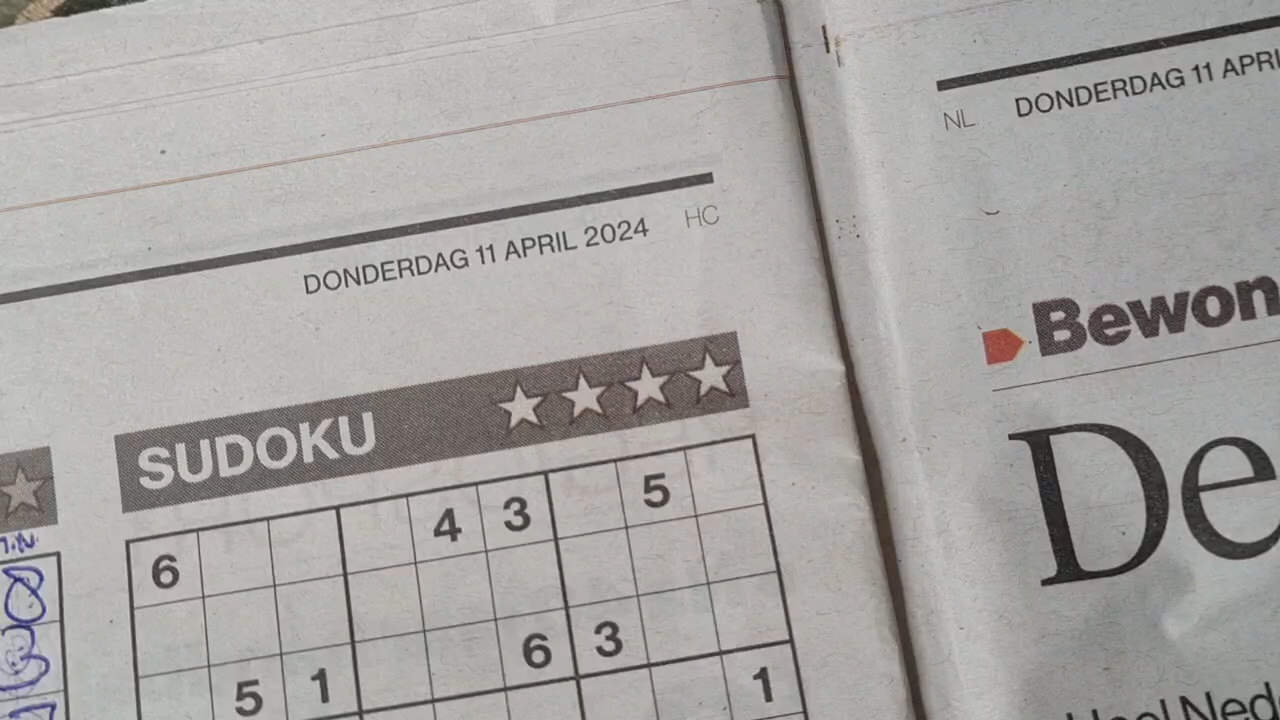 DONDERDAG 11 APRIL 2024 HC
SUDOKU
6 4 3 5
5 1 6 3
1
NL DONDERDAG 11 APRI
Bewon
De